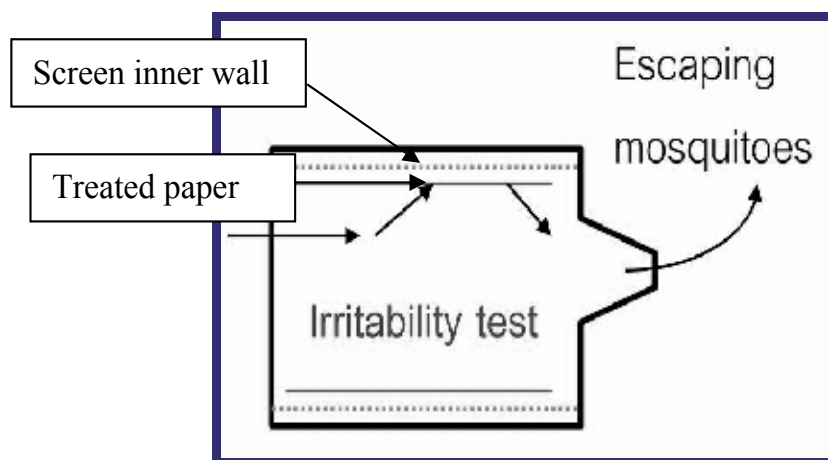 Screen inner wall
Escaping
mosquitoes
Treated paper
Irritability test